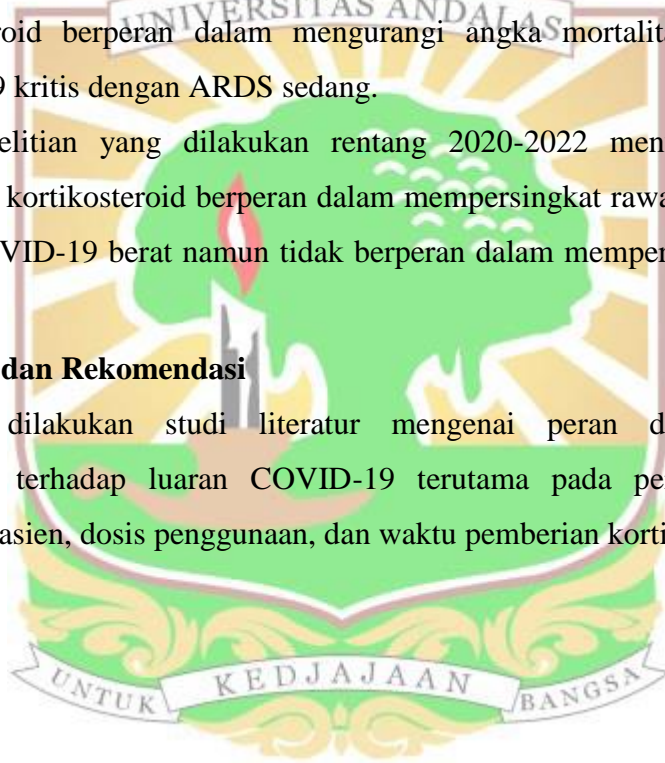 UNIVERSITAS ANDALAS
roid berperan dalam mengurangi angka mortalita
9 kritis dengan ARDS sedang.
elitian yang dilakukan rentang 2020-2022 men
kortikosteroid berperan dalam mempersingkat rawa
VID-19 berat namun tidak berperan dalam memper
dan Rekomendasi
dilakukan studi literatur mengenai peran d
terhadap luaran COVID-19 terutama pada pe
asien, dosis penggunaan, dan waktu pemberian korti
UNTUK KEDJAJAAN BANGSA